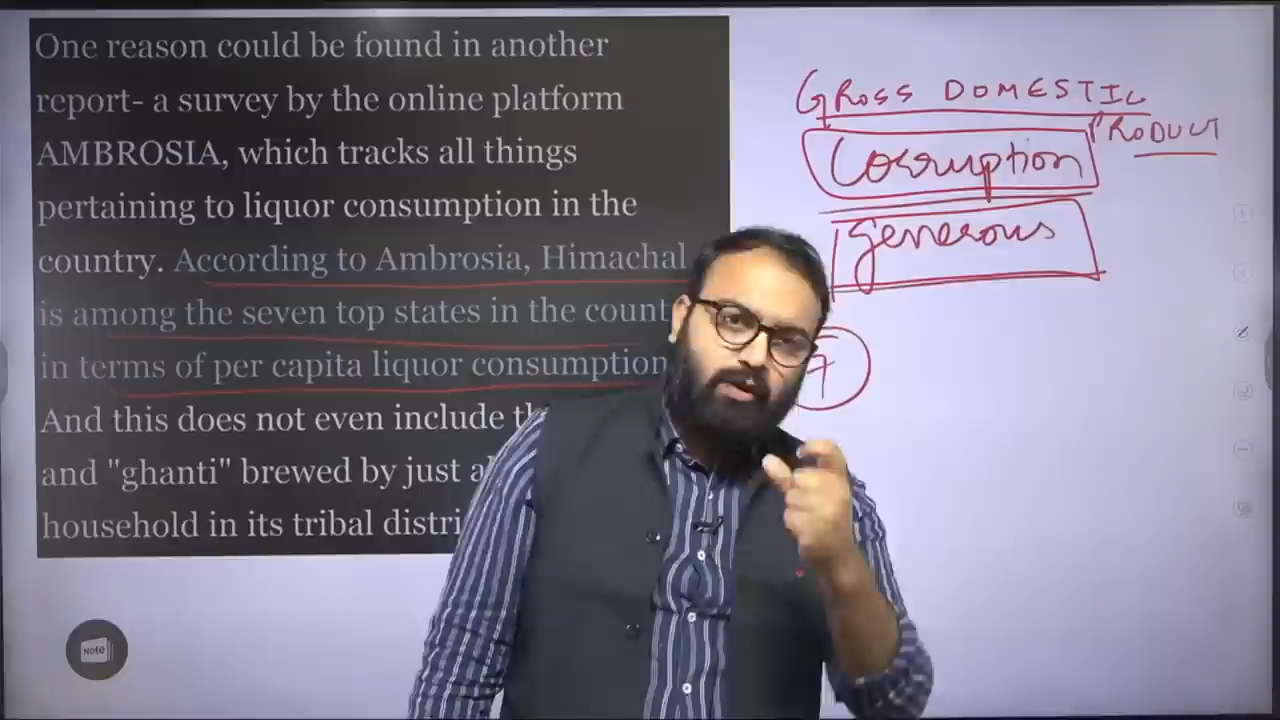 One reason could be found in another
report- a survey by the online platform
AMBROSIA, which tracks all things
pertaining to liquor consumption in the
country. According to Ambrosia, Himachal
is among the seven top states in the count
in terms of per capita liquor consumption
And this does not even include th
and "ghanti" brewed by just al
household in its tribal distri
GROSS DOMESTIC
PRODUCT
Corruption
generous
7
Note